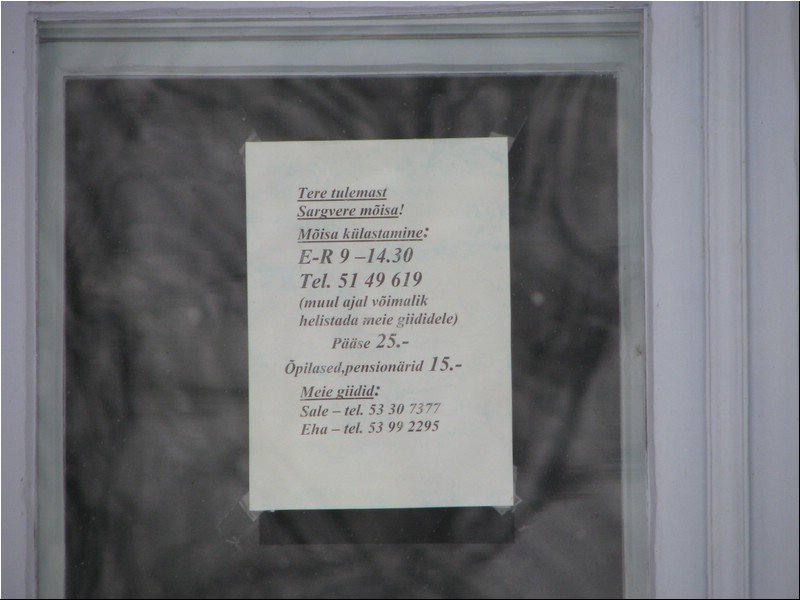 Tere tulemast
Sargvere mõisa!
Mõisa külastamine:
E-R 9 –14.30
Tel. 51 49 619
(muul ajal võimalik
helistada meie giididele)
Pääse 25.-
Õpilased,pensionärid 15.-
Meie giidid:
Sale – tel. 53 30 7377
Eha – tel. 53 99 2295